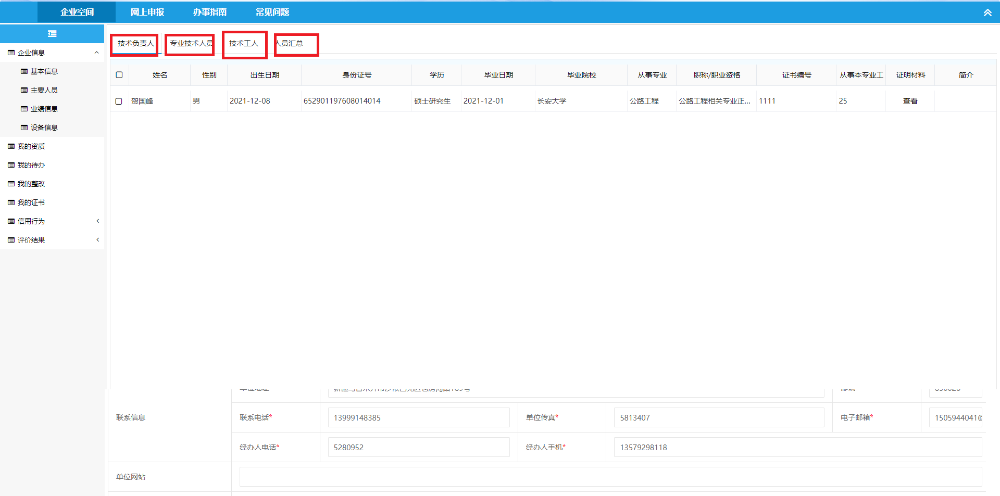 企业空间 网上申报 办事指南 常见问题
企业信息
基本信息
主要人员
业绩信息
设备信息
我的资质
我的待办
我的整改
我的证书
信用行为
评价结果
技术负责人 专业技术人员 技术工人 人员汇总
姓名 性别 出生日期 身份证号 学历 毕业日期 毕业院校 从事专业 职称/职业资格 证书编号 从事本专业工 证明材料 简介
贺国峰 男 2021-12-08 652901197608014014 硕士研究生 2021-12-01 长安大学 公路工程 公路工程相关专业正... 1111 25 查看
联系信息 联系电话* 13999148385 单位传真* 5813407 电子邮箱* 1505944041@
经办人电话* 5280952 经办人手机* 13579298118
单位网站